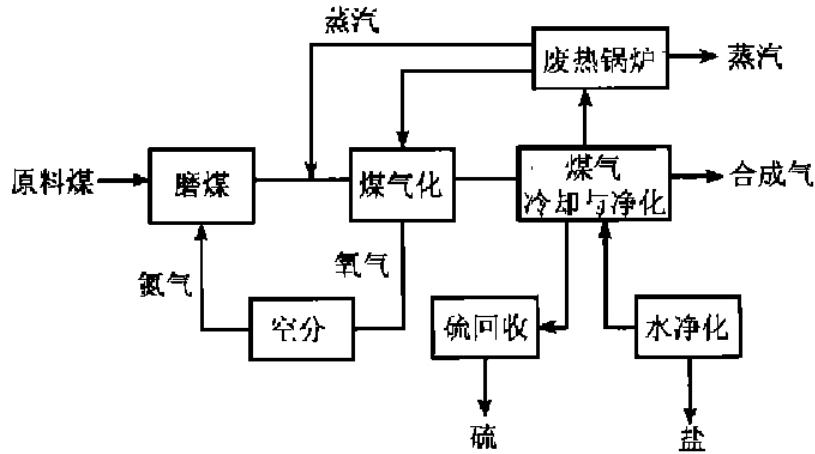 蒸汽
废热锅炉
蒸汽
原料煤
磨煤
煤气化
煤气
冷却与净化
合成气
氮气
氧气
空分
硫回收
水净化
硫
盐